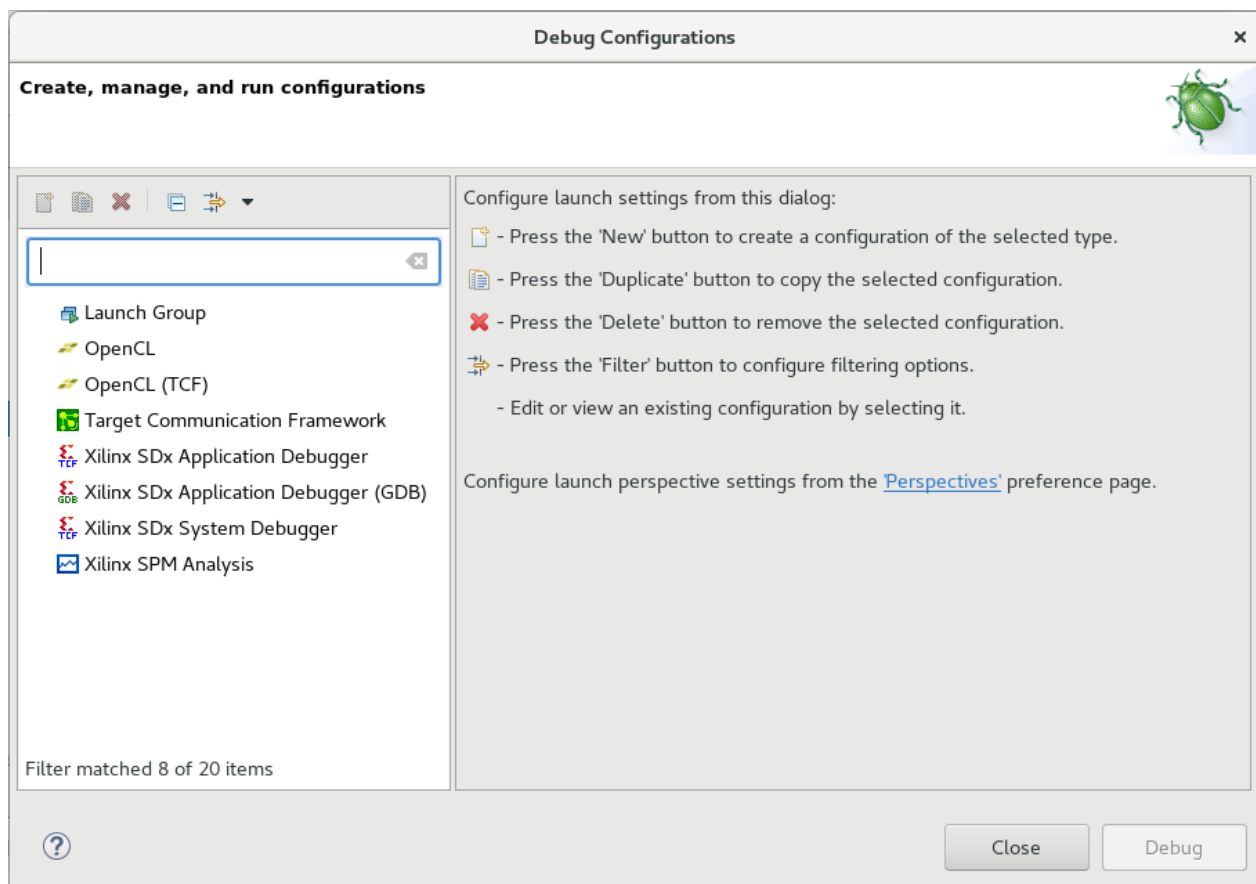 Debug Configurations
Create, manage, and run configurations
Launch Group
OpenCL
OpenCL (TCF)
Target Communication Framework
TCF Xilinx SDx Application Debugger
GDB Xilinx SDx Application Debugger (GDB)
TCF Xilinx SDx System Debugger
Xilinx SPM Analysis
Filter matched 8 of 20 items
Configure launch settings from this dialog:
- Press the 'New' button to create a configuration of the selected type.
- Press the 'Duplicate' button to copy the selected configuration.
- Press the 'Delete' button to remove the selected configuration.
- Press the 'Filter' button to configure filtering options.
- Edit or view an existing configuration by selecting it.
Configure launch perspective settings from the 'Perspectives' preference page.
?
Close
Debug